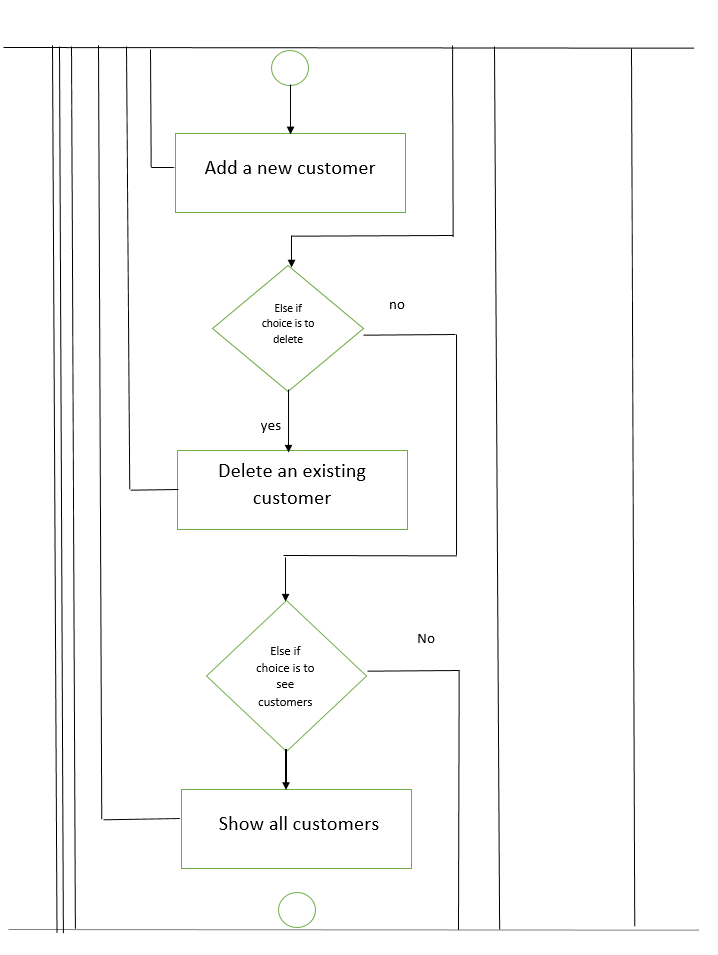 Add a new customer
Else if
choice is to
delete
no
yes
Delete an existing
customer
Else if
choice is to
see
customers
No
Show all customers